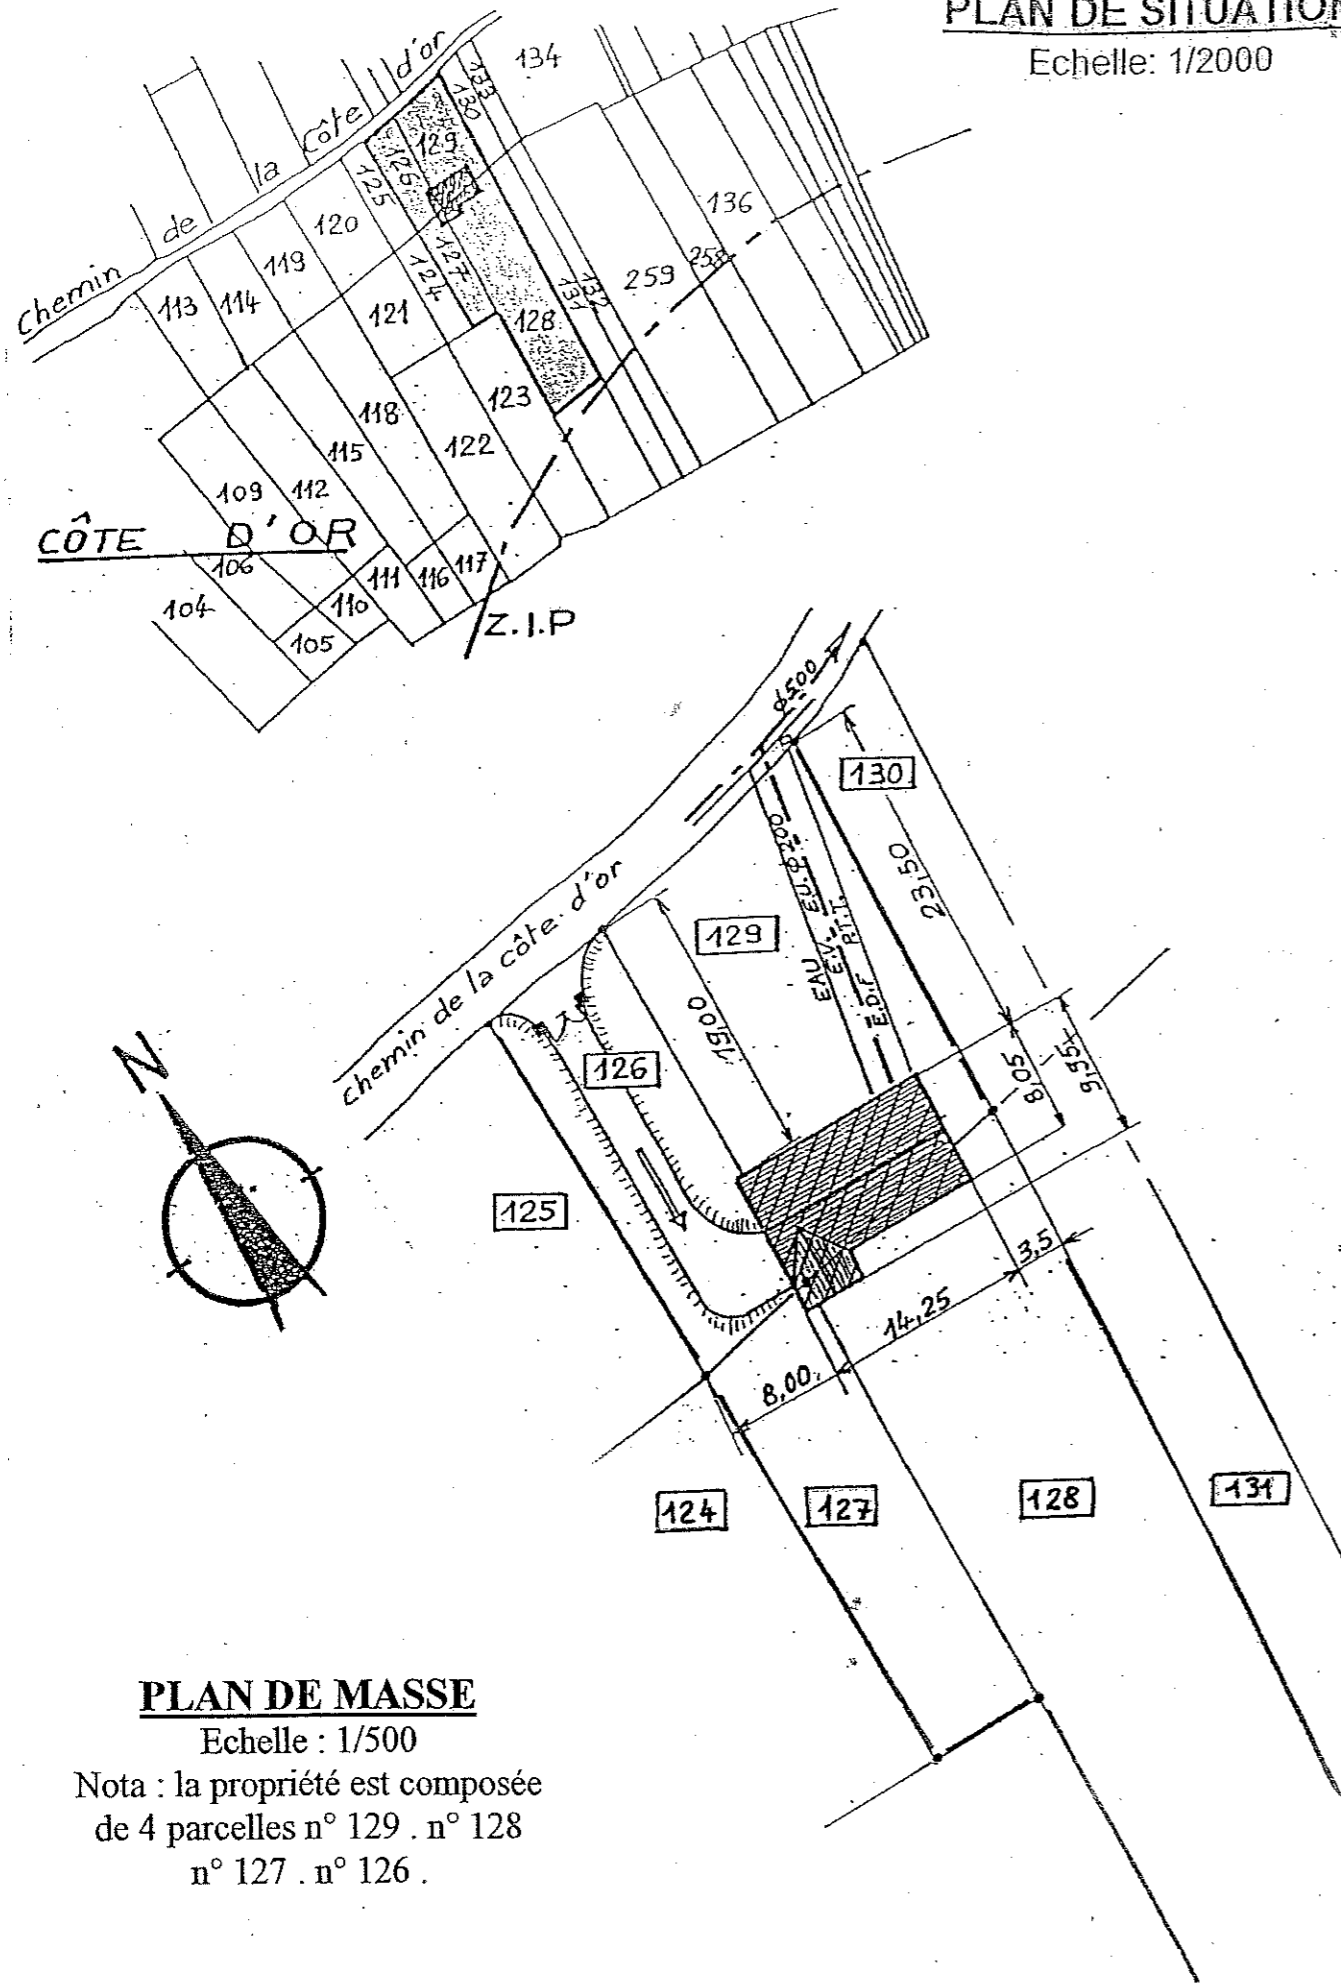 PLAN DE SITUATION
Echelle: 1/2000
chemin de la Côte d'or
134
133
130
129
126
125
120
119
114
113
127
124
121
128
131
132
259
258
136
123
118
122
115
112
109
CÔTE D'OR
106
104
111
116
117
110
105
Z.I.P
ϕ500
130
23,50
EAU
E.U. ϕ 200
E.V.
P.T.T.
E.D.F
129
chemin de la côte d'or
19,00
N
126
8,05
9,55
125
3,5
14,25
8,00
124
127
128
131
PLAN DE MASSE
Echelle : 1/500
Nota : la propriété est composée
de 4 parcelles n° 129 . n° 128
n° 127 . n° 126 .